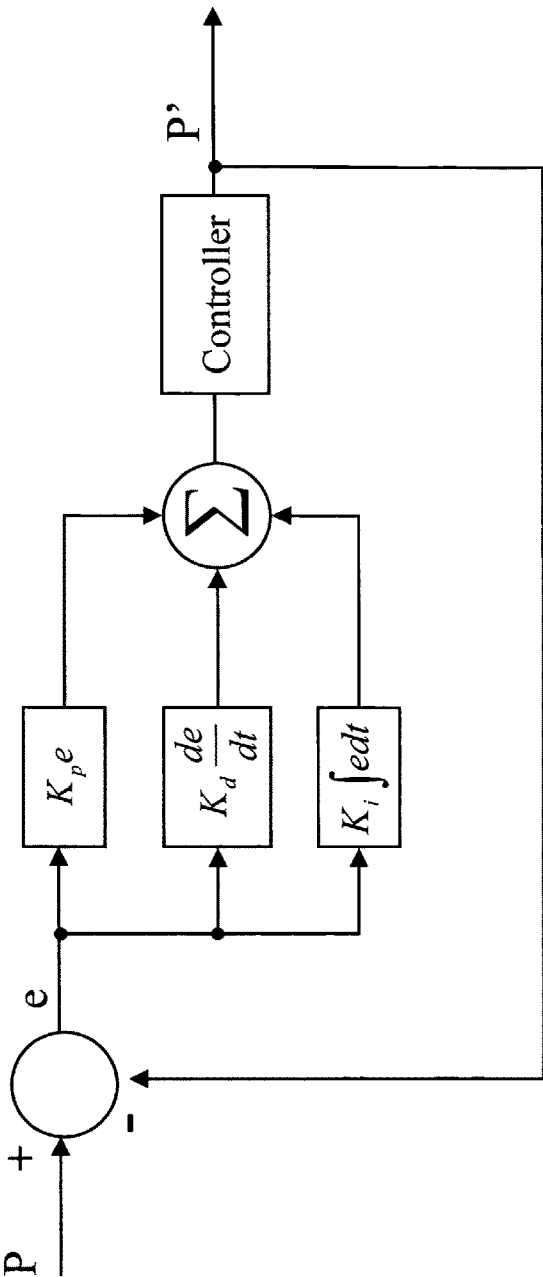 P
+
-
e
K_p e
K_d de/dt
K_i ∫edt
Σ
Controller
P'